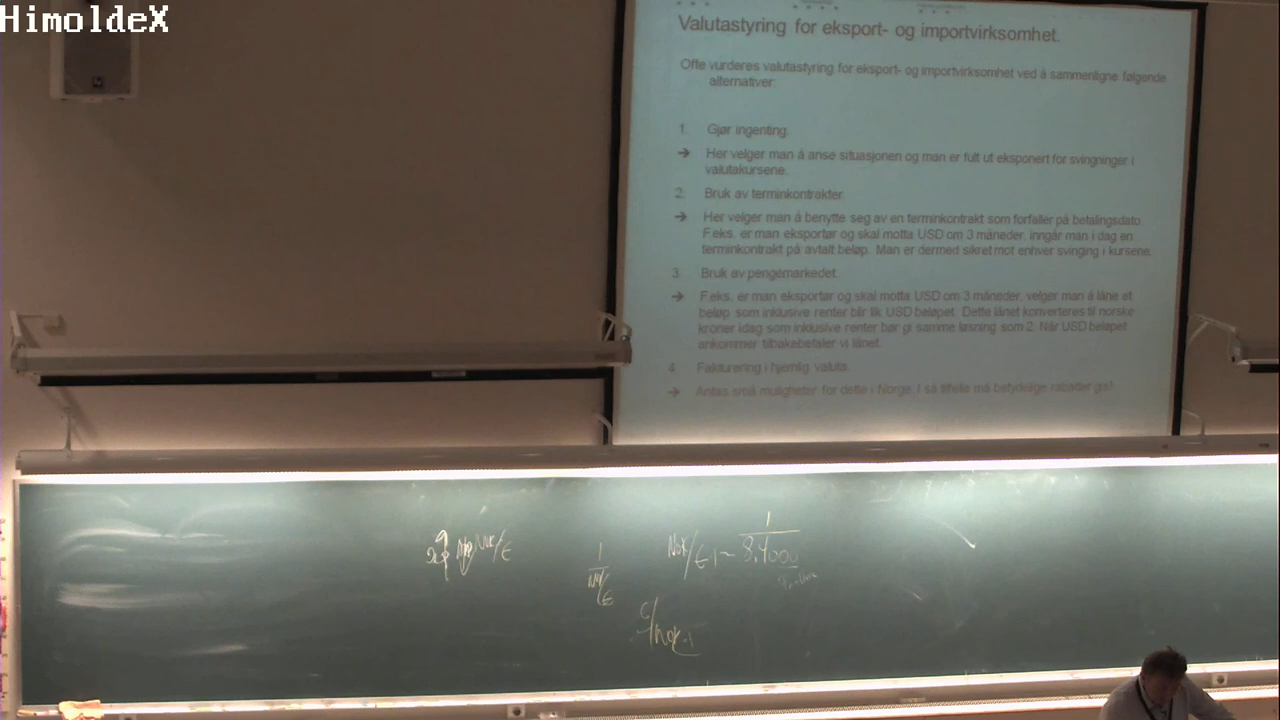 HimoldeX
Valutastyring for eksport- og importvirksomhet.
Ofte vurderes valutastyring for eksport- og importvirksomhet ved å sammenligne følgende
alternativer:
1. Gjør ingenting.
→ Her velger man å anse situasjonen og man er fullt ut eksponert for svingninger i
valutakursene.
2. Bruk av terminkontrakter.
→ Her velger man å benytte seg av en terminkontrakt som forfaller på betalingsdato.
F.eks. er man eksportør og skal motta USD om 3 måneder, inngår man i dag en
terminkontrakt på avtalt beløp. Man er dermed sikret mot enhver svinging i kursene.
3. Bruk av pengemarkedet.
→ F.eks. er man eksportør og skal motta USD om 3 måneder, velger man å låne et
beløp som inklusive renter blir lik USD beløpet. Dette lånet konverteres til norske
kroner idag som inklusive renter bør gi samme løsning som 2. Når USD beløpet
ankommer tilbakebetaler vi lånet.
4. Fakturering i hjemlig valuta.
→ Antas små muligheter for dette i Norge. I så tilfelle må betydelige rabatter gis!
1
NOK/€
1
8,4000